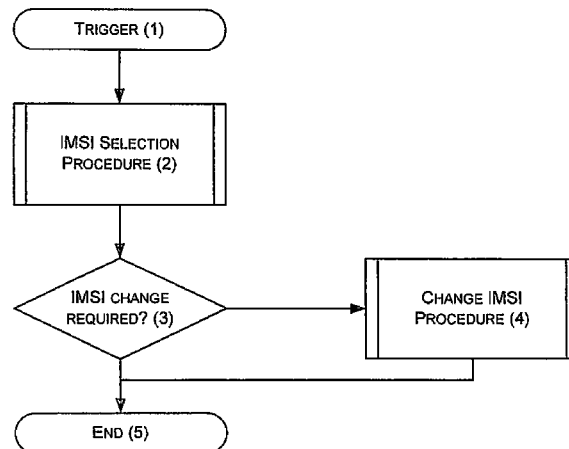 TRIGGER (1)
IMSI SELECTION
PROCEDURE (2)
IMSI CHANGE
REQUIRED? (3)
CHANGE IMSI
PROCEDURE (4)
END (5)